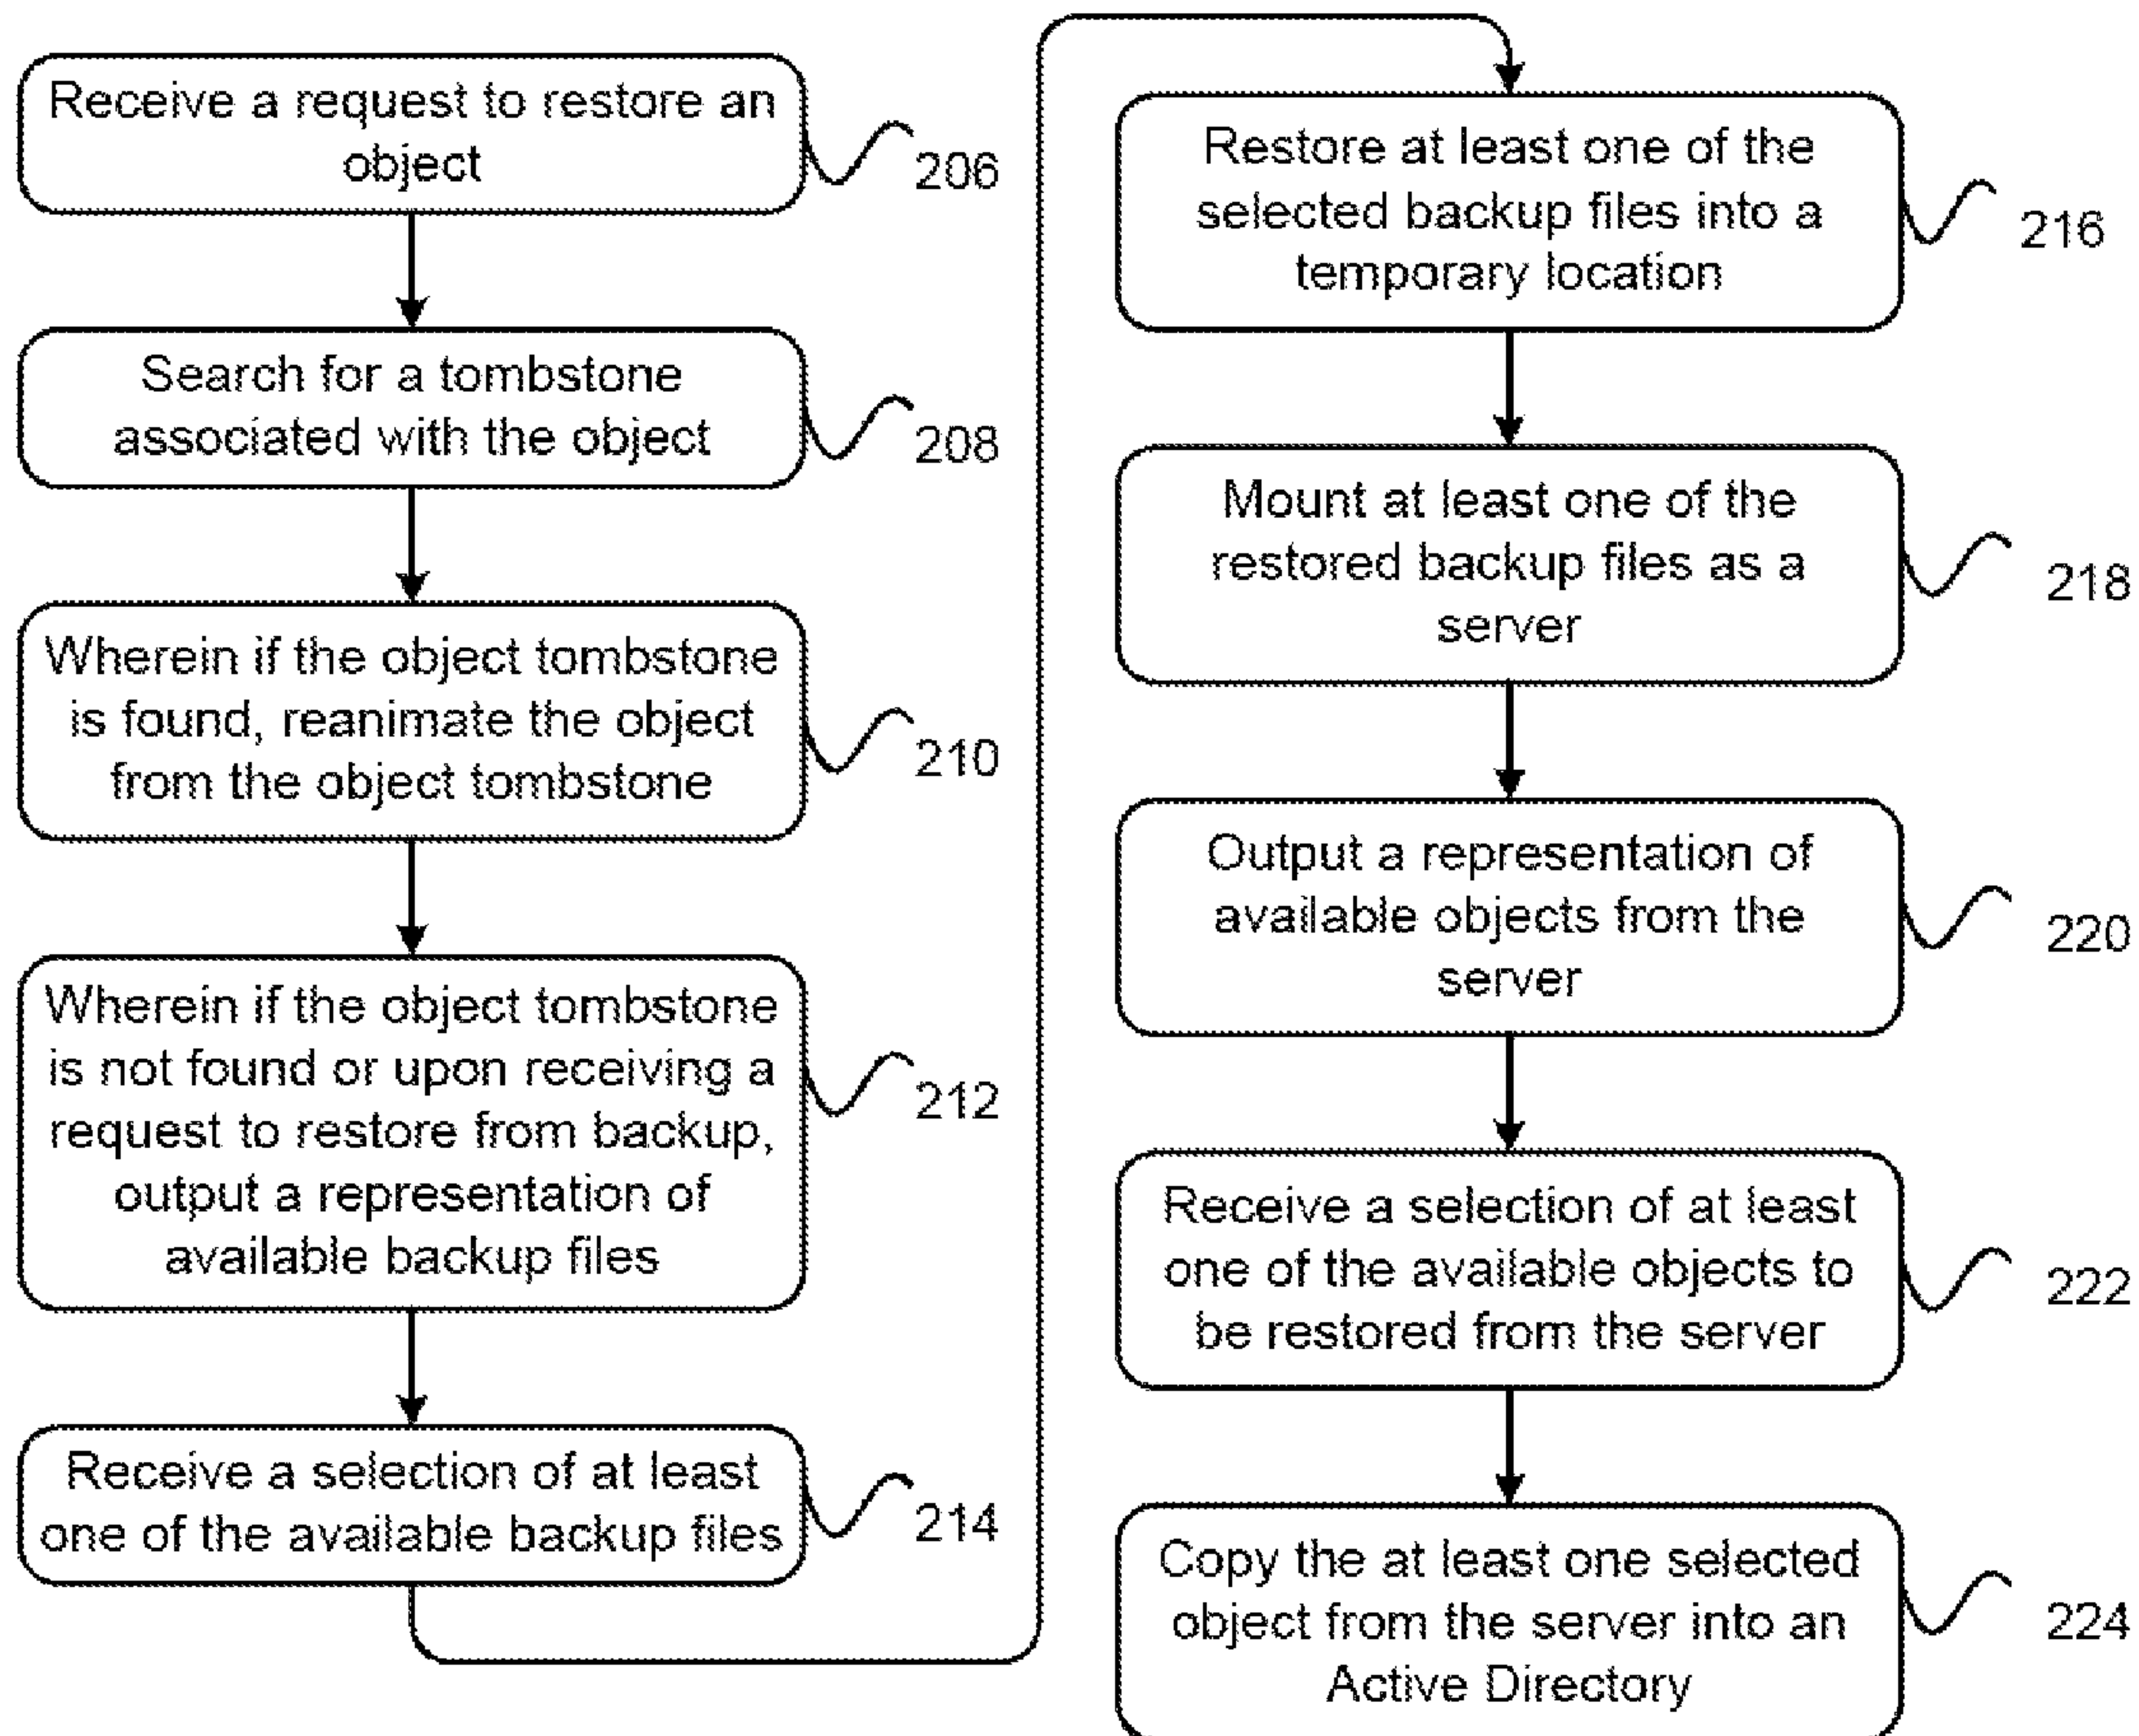 Receive a request to restore an
object
206
Search for a tombstone
associated with the object
208
Wherein if the object tombstone
is found, reanimate the object
from the object tombstone
210
Wherein if the object tombstone
is not found or upon receiving a
request to restore from backup,
output a representation of
available backup files
212
Receive a selection of at least
one of the available backup files
214
Restore at least one of the
selected backup files into a
temporary location
216
Mount at least one of the
restored backup files as a
server
218
Output a representation of
available objects from the
server
220
Receive a selection of at least
one of the available objects to
be restored from the server
222
Copy the at least one selected
object from the server into an
Active Directory
224